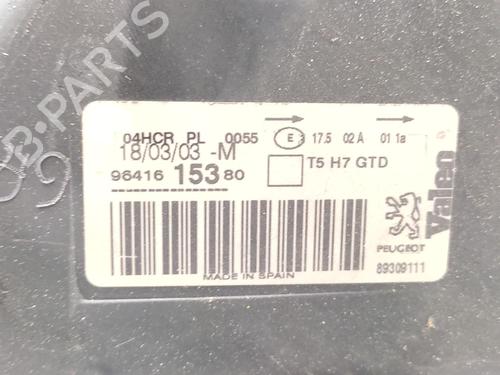 B-PARTS
04HCR PL 0055 E 17.5 02 A 01 1a
18/03/03 -M
96416 153 80
T5 H7 GTD
Valeo
PEUGEOT
89309111
MADE IN SPAIN